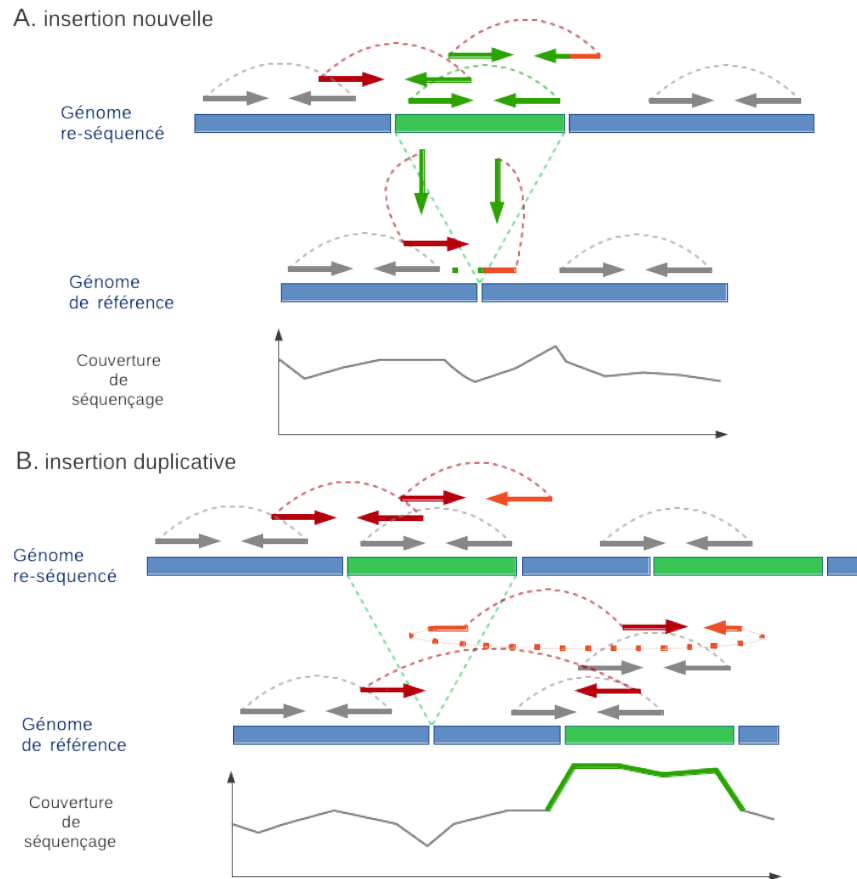 A. insertion nouvelle
Génome
re-séquencé
Génome
de référence
Couverture
de
séquençage
B. insertion duplicative
Génome
re-séquencé
Génome
de référence
Couverture
de
séquençage